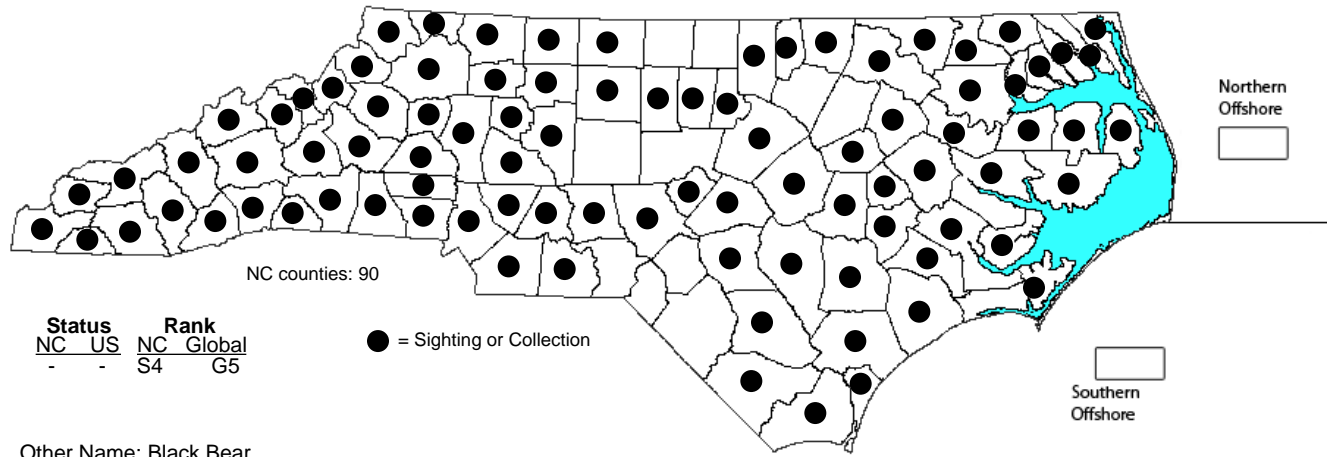 Northern
Offshore
NC counties: 90
Status Rank
NC US NC Global
- - S4 G5
= Sighting or Collection
Southern
Offshore
Other Name: Black Bear